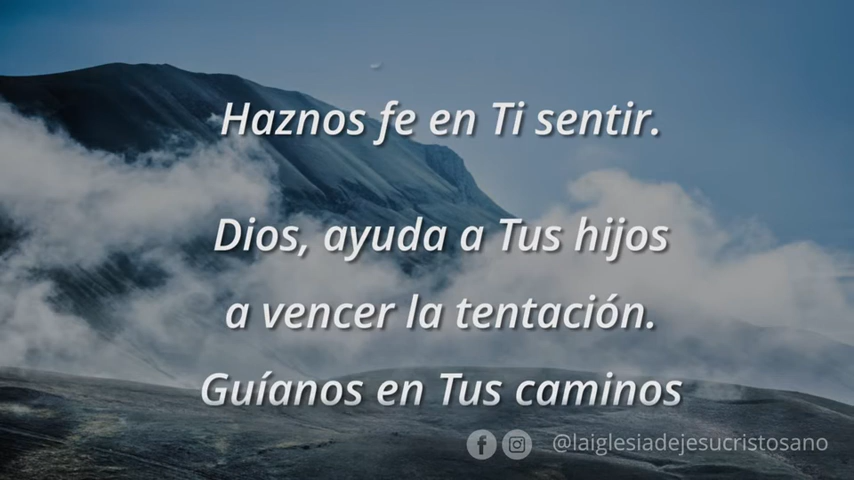 Haznos fe en Ti sentir.
Dios, ayuda a Tus hijos
a vencer la tentación.
Guíanos en Tus caminos
@laiglesiadejesucristosano